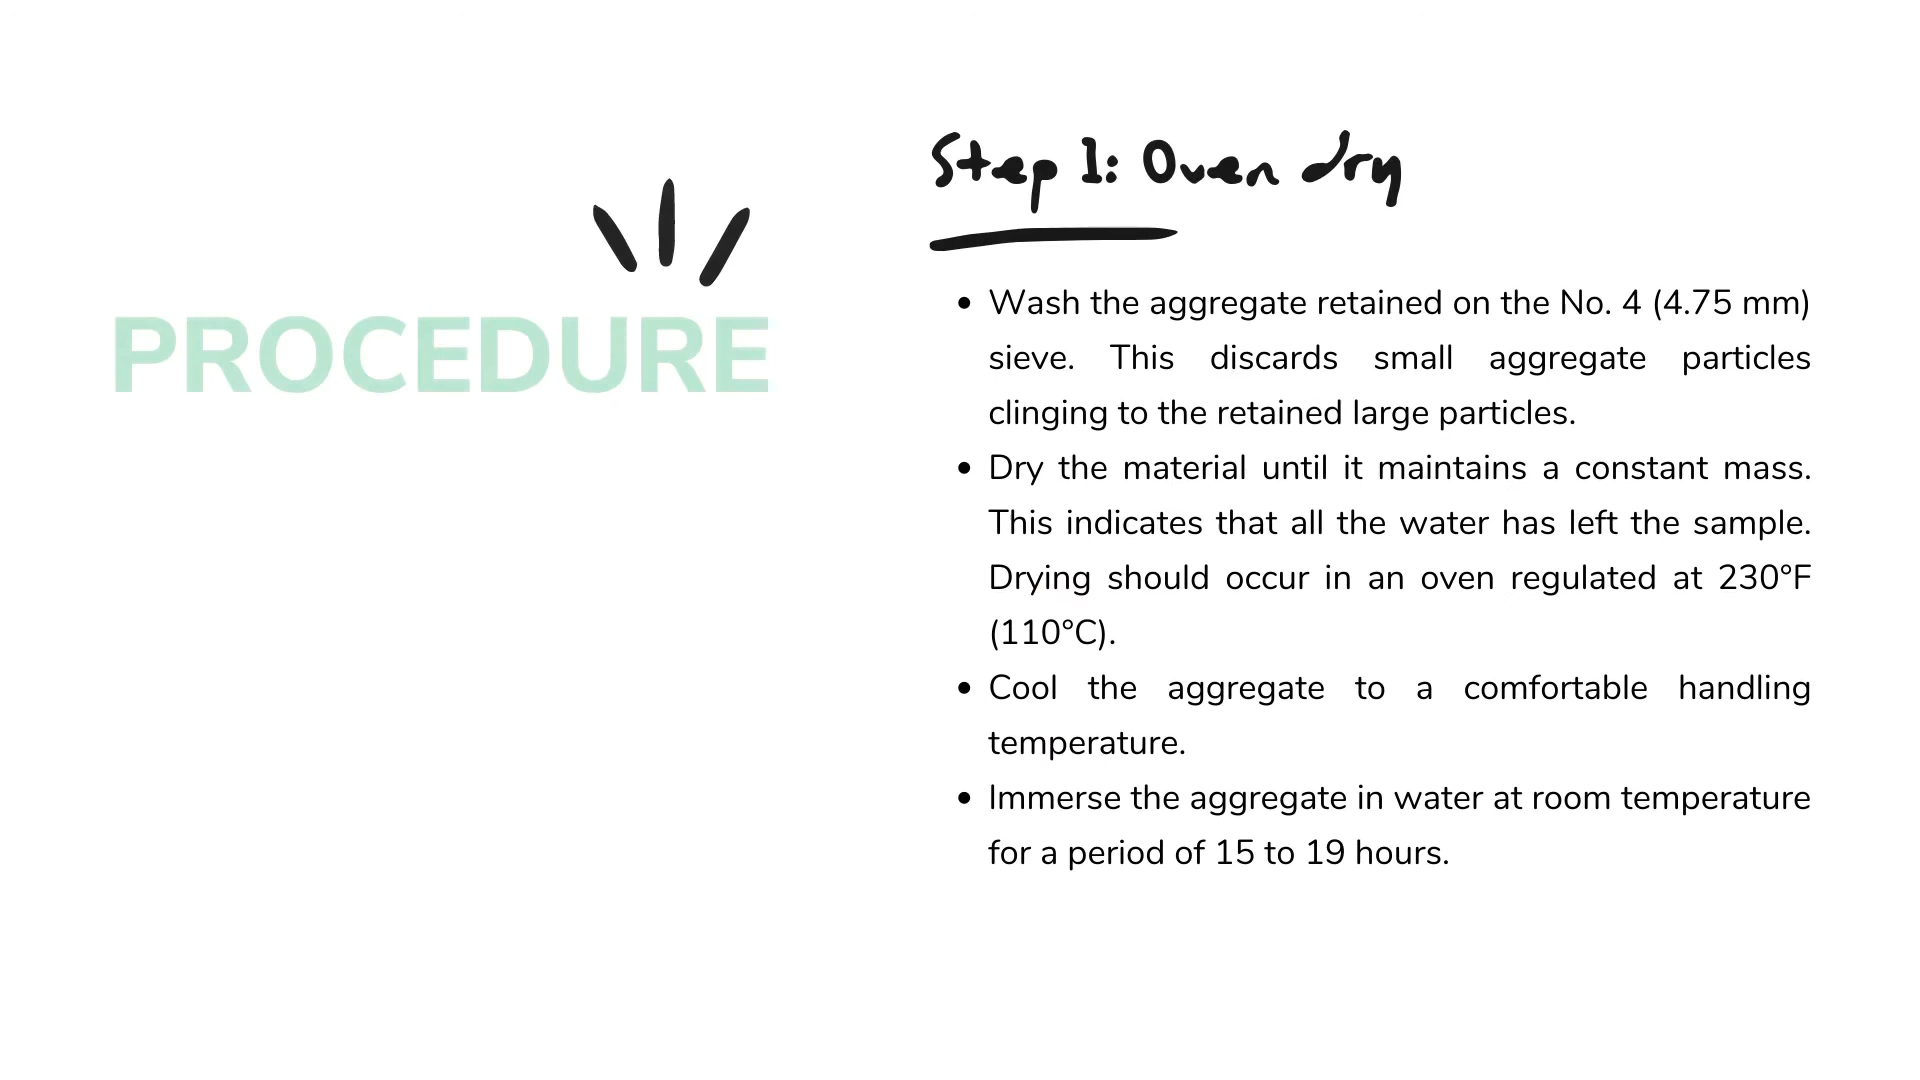 PROCEDURE
Step 1: Oven dry
• Wash the aggregate retained on the No. 4 (4.75 mm)
sieve. This discards small aggregate particles
clinging to the retained large particles.
• Dry the material until it maintains a constant mass.
This indicates that all the water has left the sample.
Drying should occur in an oven regulated at 230°F
(110°C).
• Cool the aggregate to a comfortable handling
temperature.
• Immerse the aggregate in water at room temperature
for a period of 15 to 19 hours.